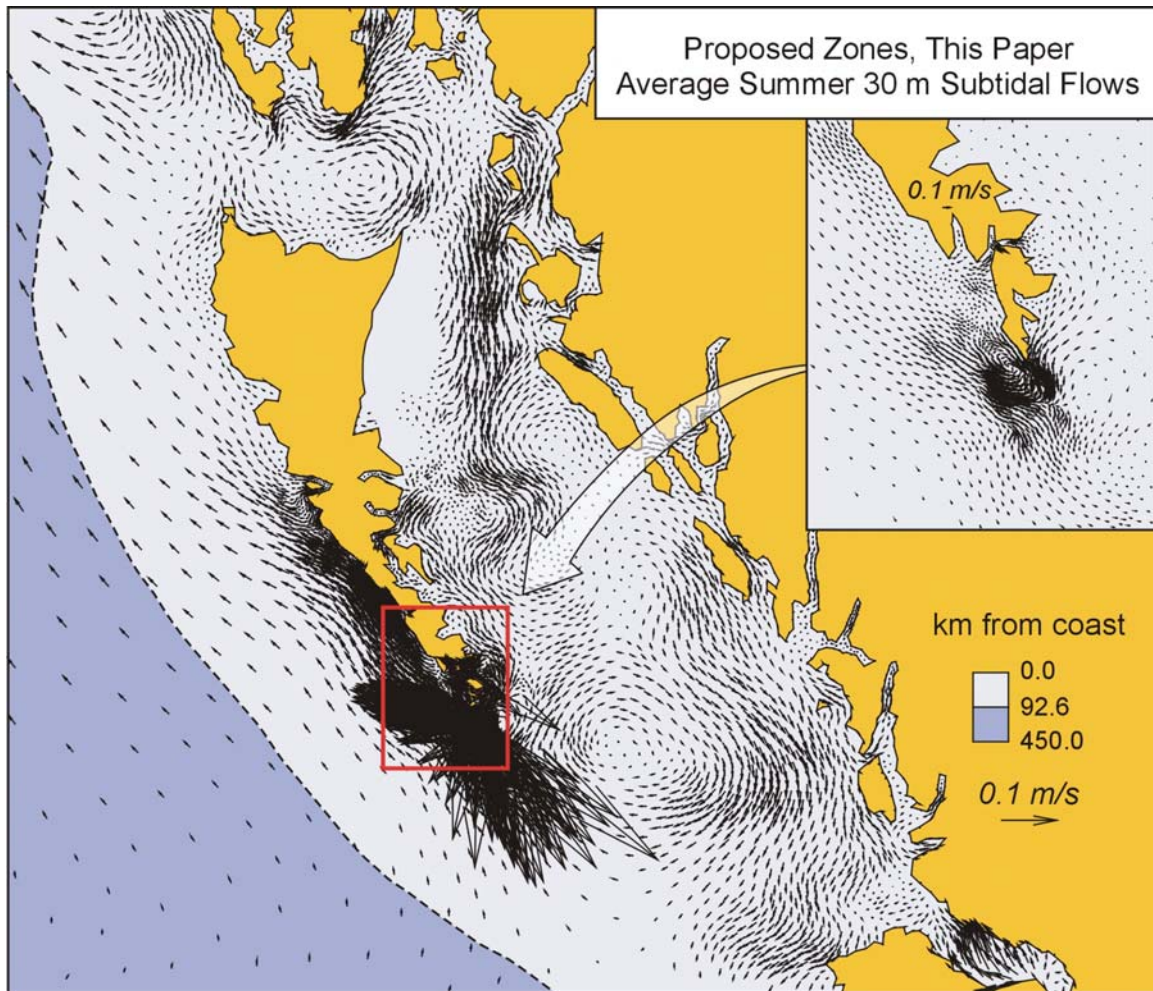 Proposed Zones, This Paper
Average Summer 30 m Subtidal Flows
0.1 m/s
km from coast
0.0
92.6
450.0
0.1 m/s